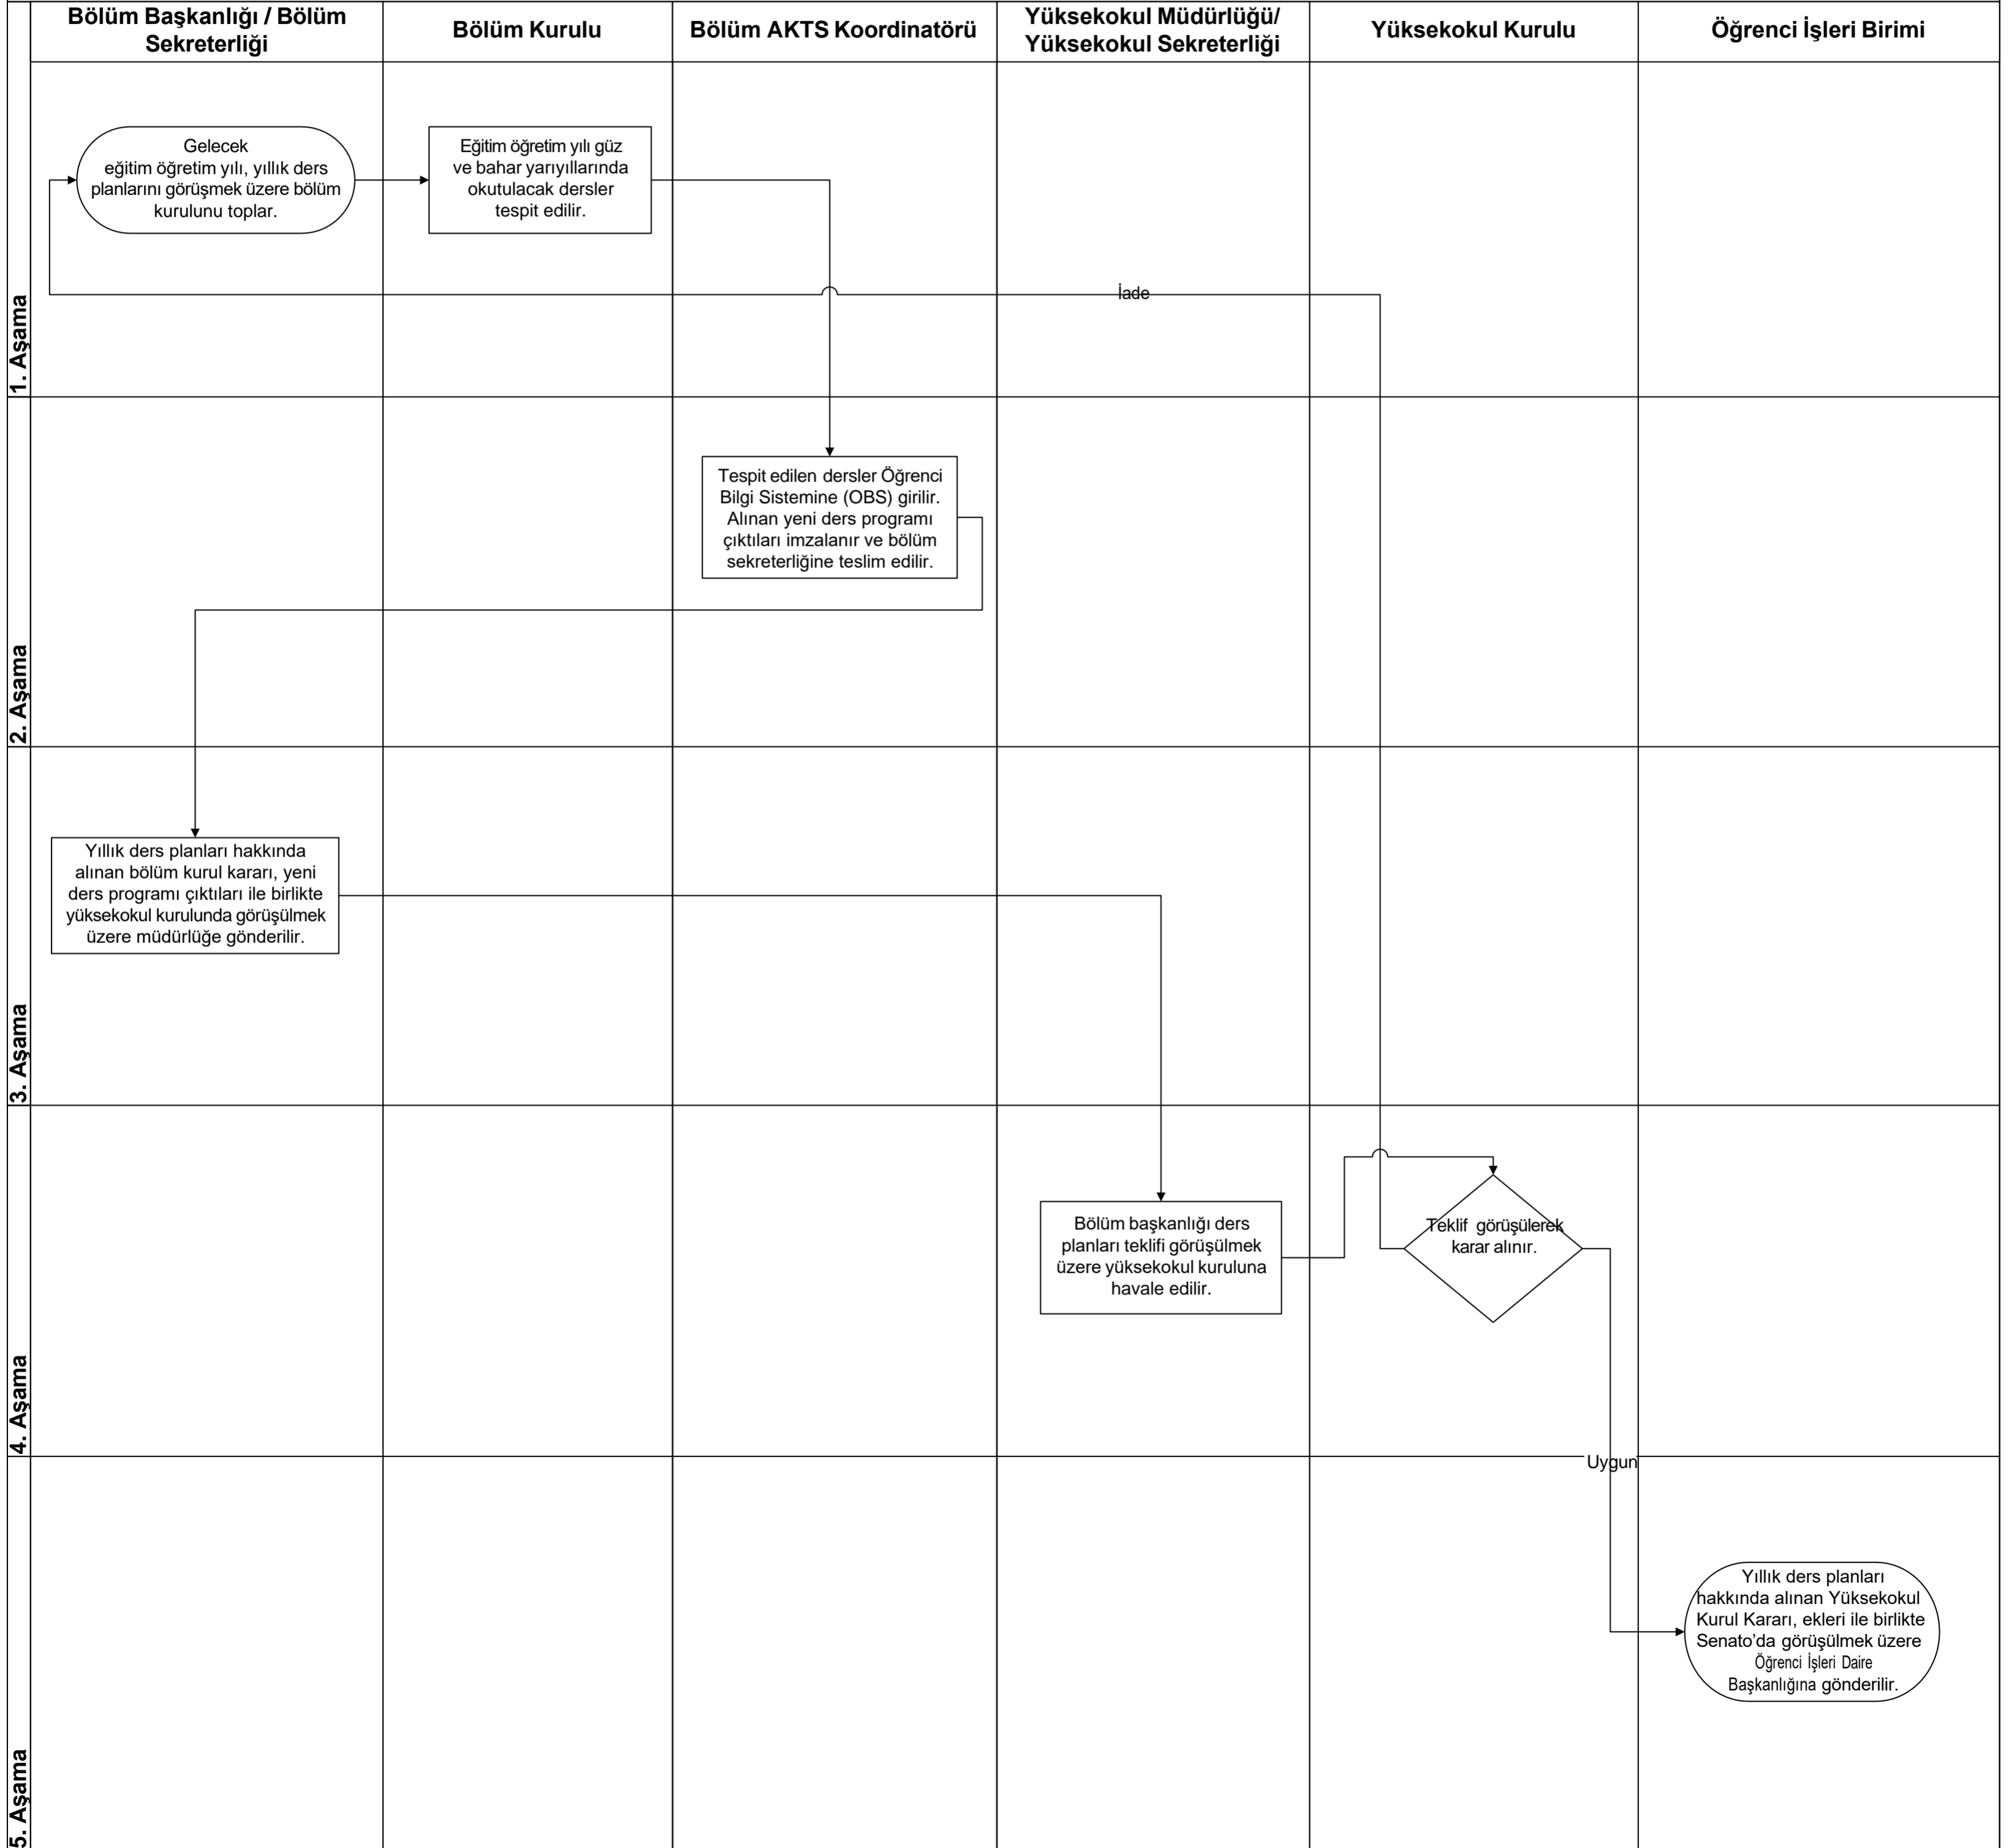 Bölüm Başkanlığı / Bölüm
Sekreterliği
Bölüm Kurulu
Bölüm AKTS Koordinatörü
Yüksekokul Müdürlüğü/
Yüksekokul Sekreterliği
Yüksekokul Kurulu
Öğrenci İşleri Birimi
1. Aşama
Gelecek
eğitim öğretim yılı, yıllık ders
planlarını görüşmek üzere bölüm
kurulunu toplar.
Eğitim öğretim yılı güz
ve bahar yarıyıllarında
okutulacak dersler
tespit edilir.
İade
2. Aşama
Tespit edilen dersler Öğrenci
Bilgi Sistemine (OBS) girilir.
Alınan yeni ders programı
çıktıları imzalanır ve bölüm
sekreterliğine teslim edilir.
3. Aşama
Yıllık ders planları hakkında
alınan bölüm kurul kararı, yeni
ders programı çıktıları ile birlikte
yüksekokul kurulunda görüşülmek
üzere müdürlüğe gönderilir.
4. Aşama
Bölüm başkanlığı ders
planları teklifi görüşülmek
üzere yüksekokul kuruluna
havale edilir.
Teklif görüşülerek
karar alınır.
Uygun
5. Aşama
Yıllık ders planları
hakkında alınan Yüksekokul
Kurul Kararı, ekleri ile birlikte
Senato’da görüşülmek üzere
Öğrenci İşleri Daire
Başkanlığına gönderilir.